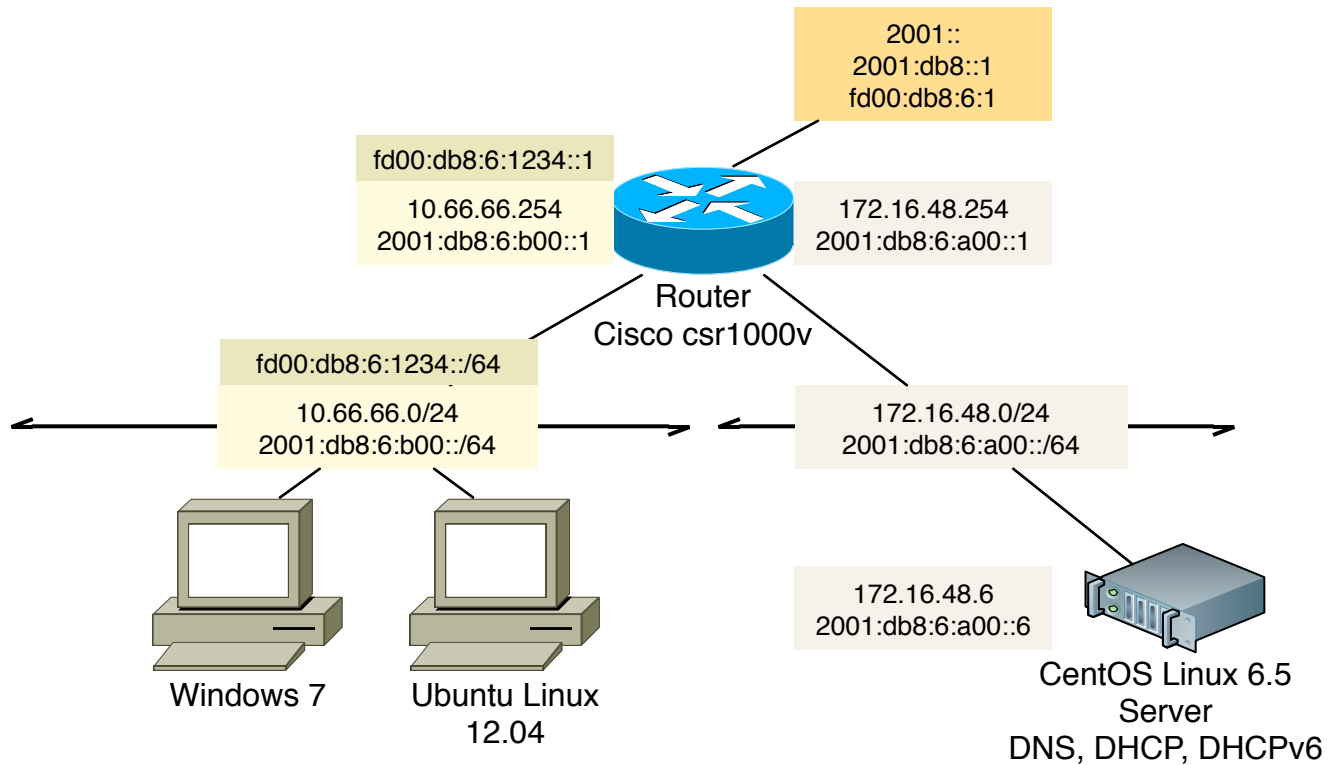 2001::
2001:db8::1
fd00:db8:6:1
fd00:db8:6:1234::1
10.66.66.254
2001:db8:6:b00::1
172.16.48.254
2001:db8:6:a00::1
Router
Cisco csr1000v
fd00:db8:6:1234::/64
10.66.66.0/24
2001:db8:6:b00::/64
172.16.48.0/24
2001:db8:6:a00::/64
172.16.48.6
2001:db8:6:a00::6
Windows 7
Ubuntu Linux
12.04
CentOS Linux 6.5
Server
DNS, DHCP, DHCPv6